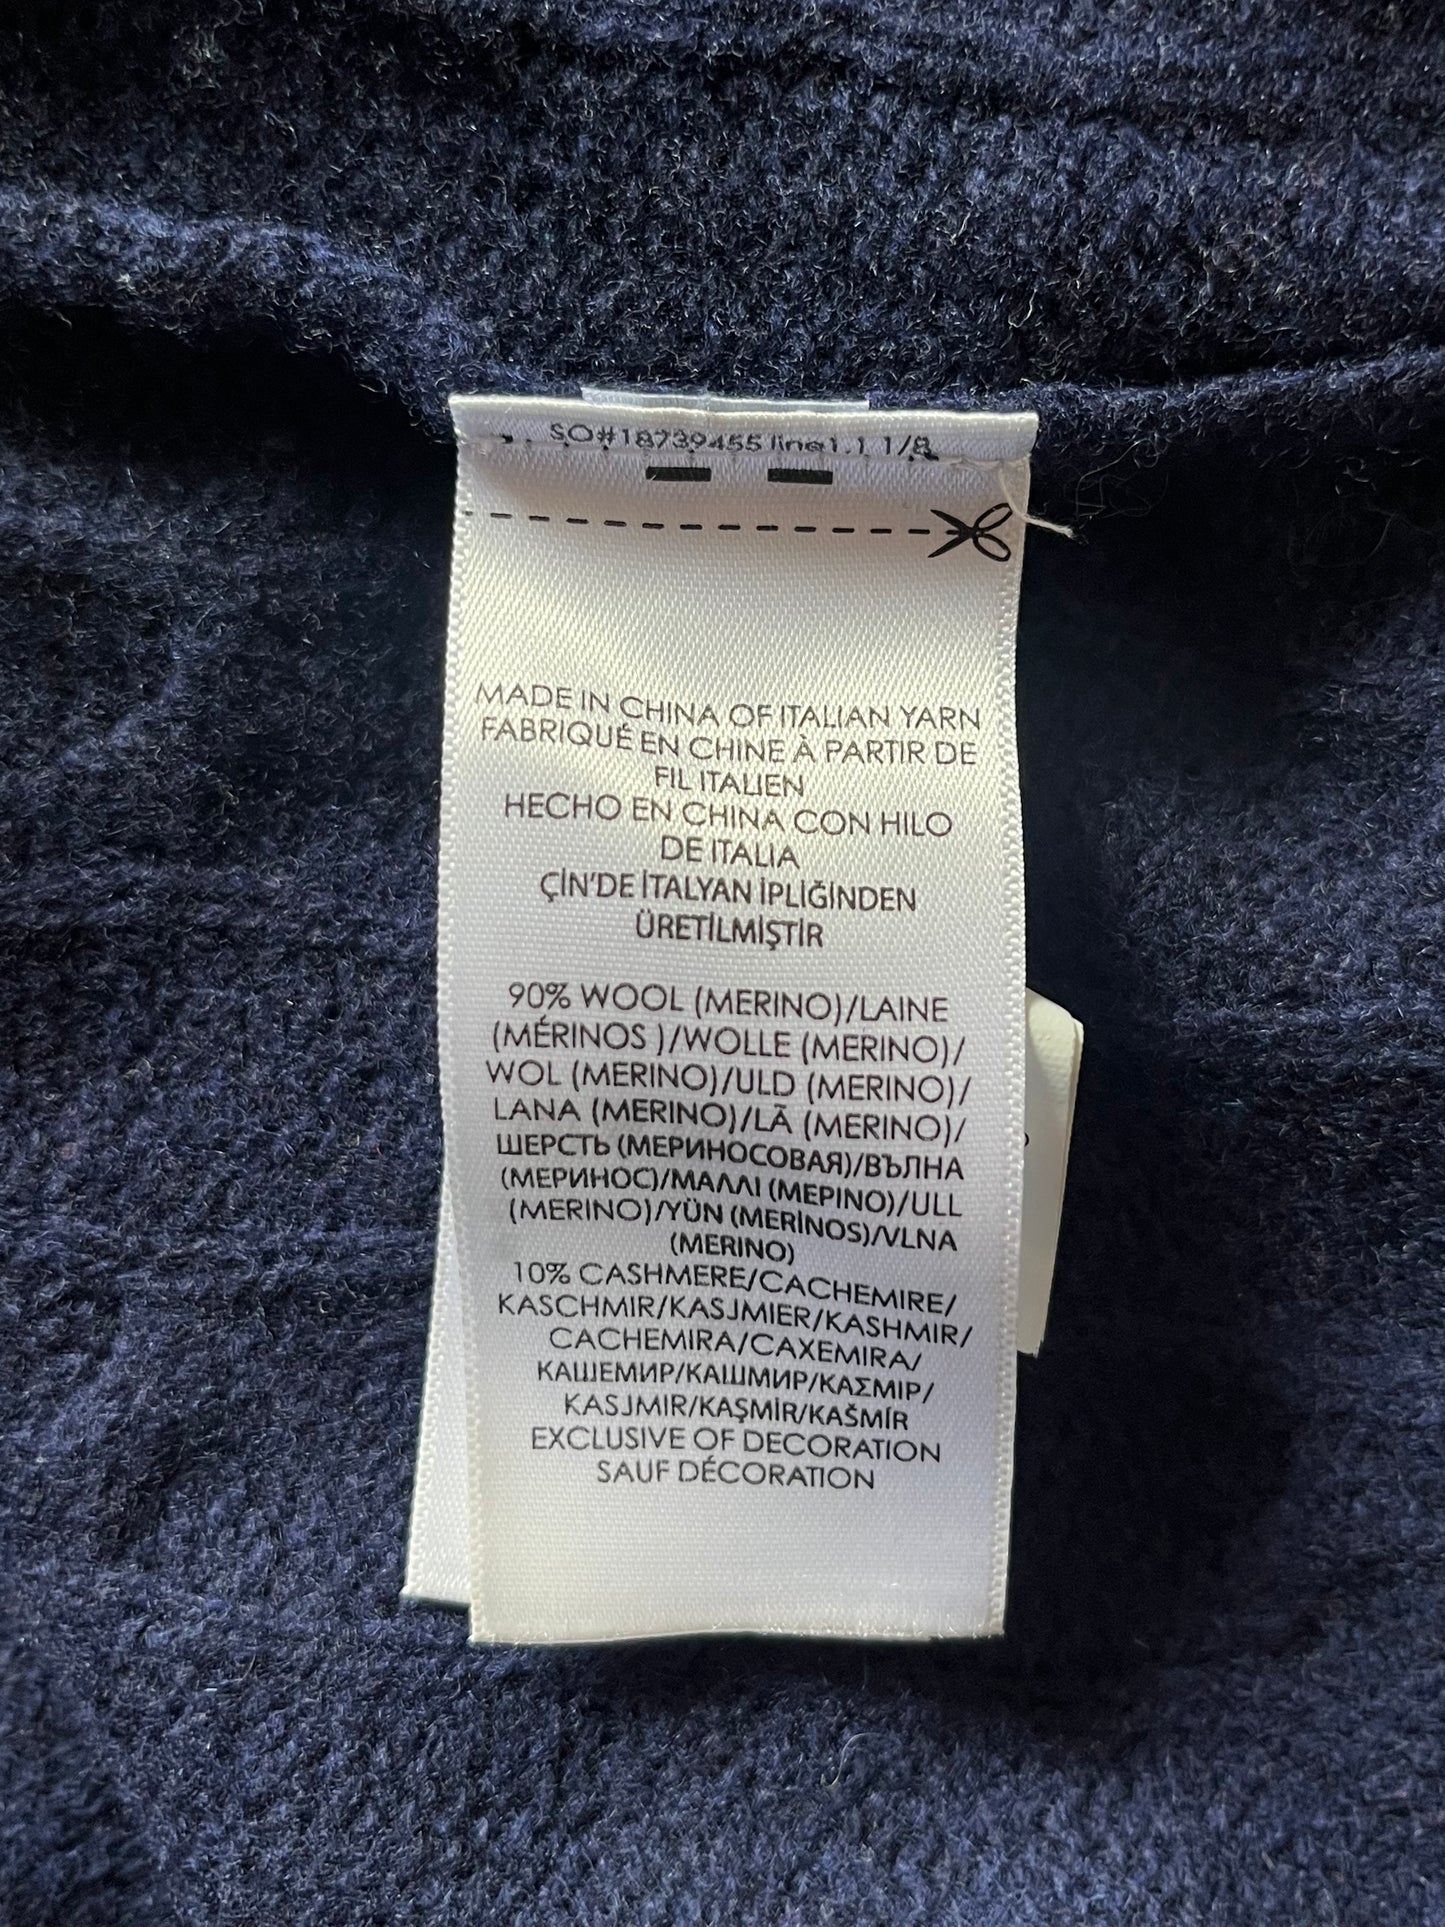 SO#18739455 line1.1 1/8
MADE IN CHINA OF ITALIAN YARN
FABRIQUÉ EN CHINE À PARTIR DE
FIL ITALIEN
HECHO EN CHINA CON HILO
DE ITALIA
ÇİN'DE İTALYAN İPLİĞİNDEN
ÜRETİLMİŞTİR
90% WOOL (MERINO)/LAINE
(MÉRINOS )/WOLLE (MERINO)/
WOL (MERINO)/ULD (MERINO)/
LANA (MERINO)/LÃ (MERINO)/
ШЕРСТЬ (МЕРИНОСОВАЯ)/ВЪЛНА
(МЕРИНОС)/ΜΑΛΛΙ (ΜΕΡΙΝΟ)/ULL
(MERINO)/YÜN (MERİNOS)/VLNA
(MERINO)
10% CASHMERE/CACHEMIRE/
KASCHMIR/KASJMIER/KASHMIR/
CACHEMIRA/CAXEMIRA/
КАШЕМИР/КАШМИР/ΚΑΣΜΙΡ/
KASJMIR/KAŞMİR/KAŠMÍR
EXCLUSIVE OF DECORATION
SAUF DÉCORATION